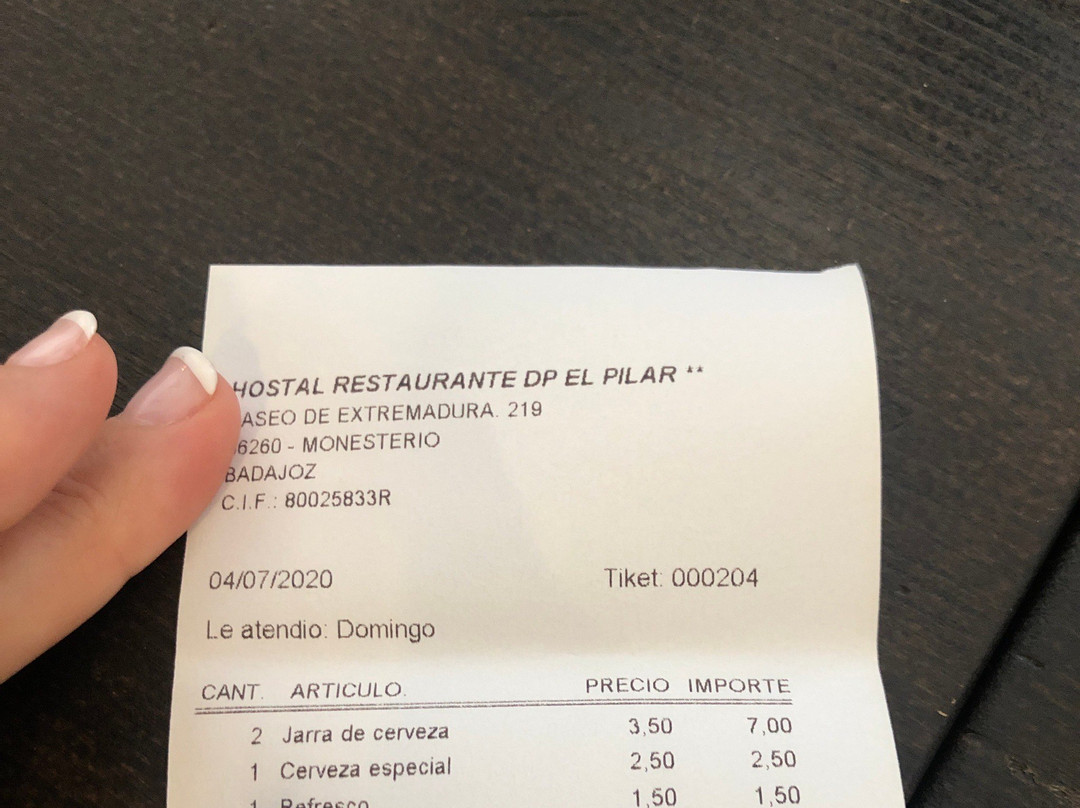 HOSTAL RESTAURANTE DP EL PILAR **
ASEO DE EXTREMADURA. 219
6260 - MONESTERIO
BADAJOZ
C.I.F.: 80025833R
04/07/2020 Tiket: 000204
Le atendio: Domingo
CANT. ARTICULO. PRECIO IMPORTE
2 Jarra de cerveza 3,50 7,00
1 Cerveza especial 2,50 2,50
1 Refresco 1,50 1,50